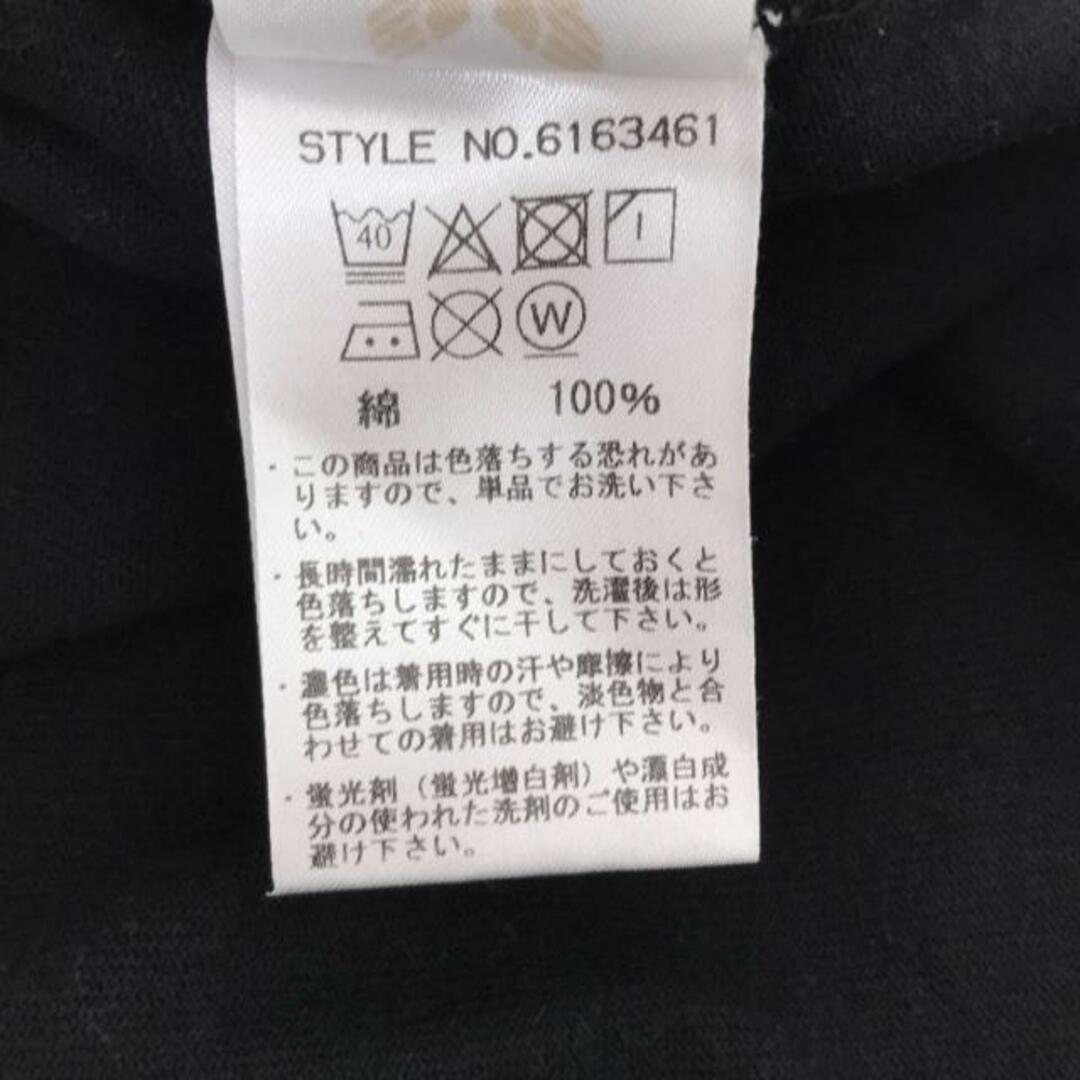 STYLE NO.6163461
40
W
綿 100%
・この商品は色落ちする恐れがあ
りますので、単品でお洗い下さ
い。
・長時間濡れたままにしておくと
色落ちしますので、洗濯後は形
を整えてすぐに干して下さい。
・濃色は着用時の汗や摩擦により
色落ちしますので、淡色物と合
わせての着用はお避け下さい。
・蛍光剤（蛍光増白剤）や漂白成
分の使われた洗剤のご使用はお
避け下さい。